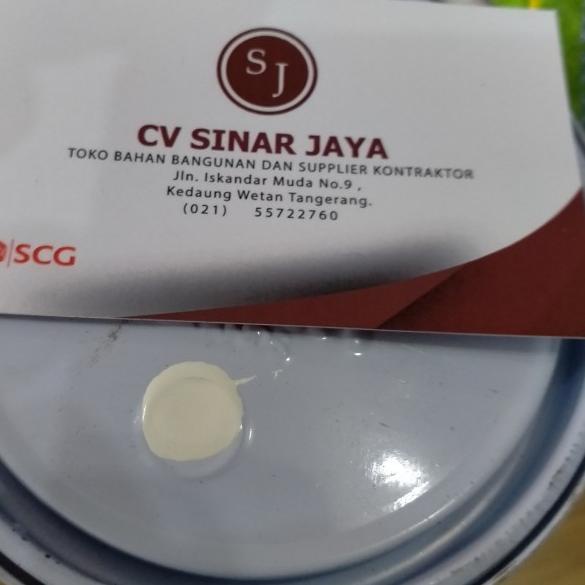 SJ
CV SINAR JAYA
TOKO BAHAN BANGUNAN DAN SUPPLIER KONTRAKTOR
Jln. Iskandar Muda No.9 ,
Kedaung Wetan Tangerang.
(021) 55722760
SCG